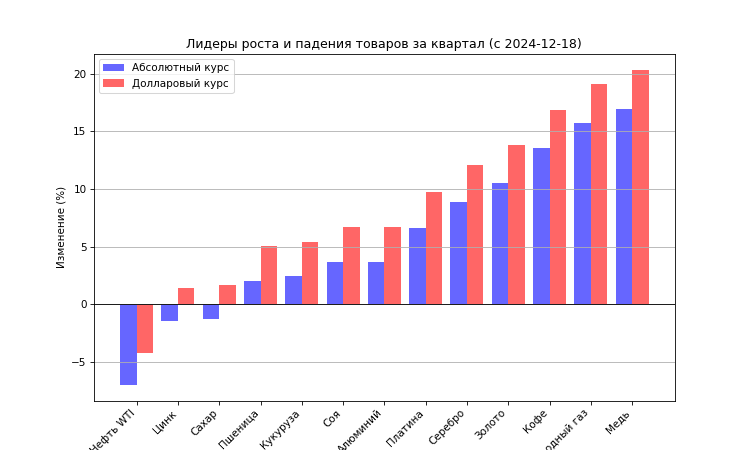 Лидеры роста и падения товаров за квартал (с 2024-12-18)
Абсолютный курс
Долларовый курс
Изменение (%)
20
15
10
5
0
−5
Нефть WTI
Цинк
Сахар
Пшеница
Кукуруза
Соя
Алюминий
Платина
Серебро
Золото
Кофе
одный газ
Медь